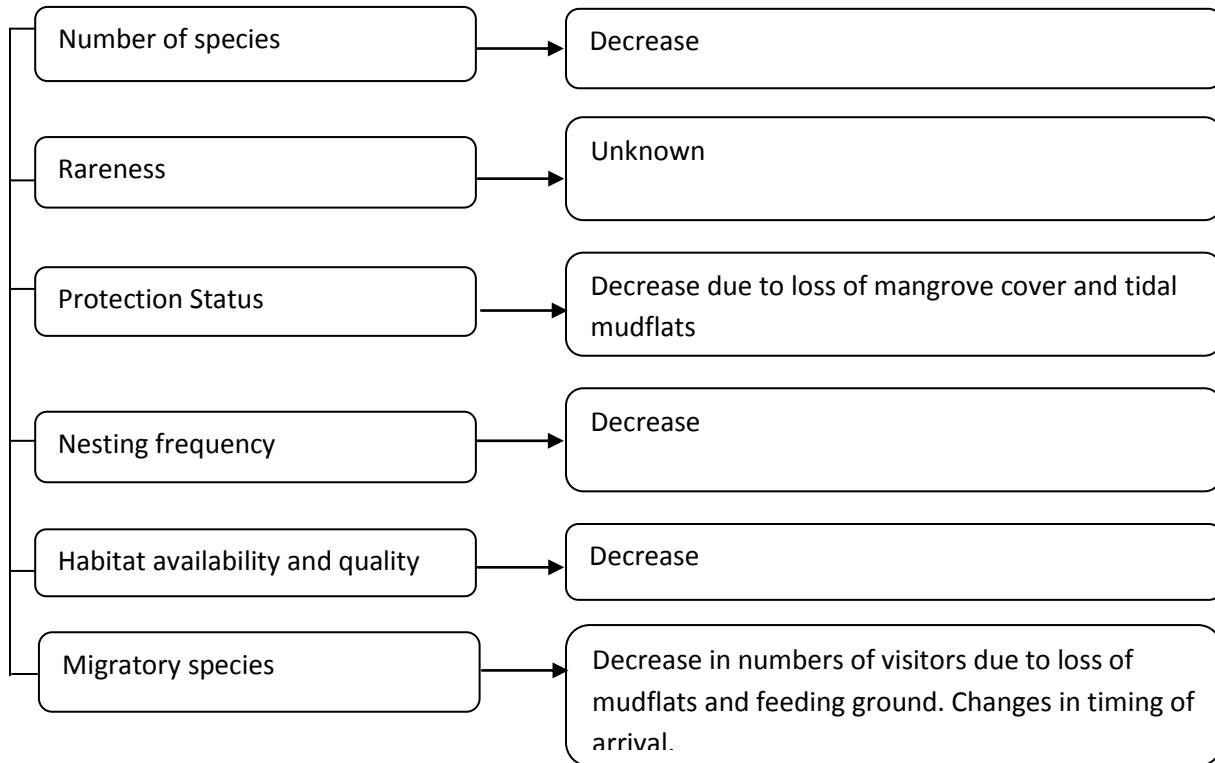 Number of species
Decrease
Rareness
Unknown
Protection Status
Decrease due to loss of mangrove cover and tidal
mudflats
Nesting frequency
Decrease
Habitat availability and quality
Decrease
Migratory species
Decrease in numbers of visitors due to loss of
mudflats and feeding ground. Changes in timing of
arrival.